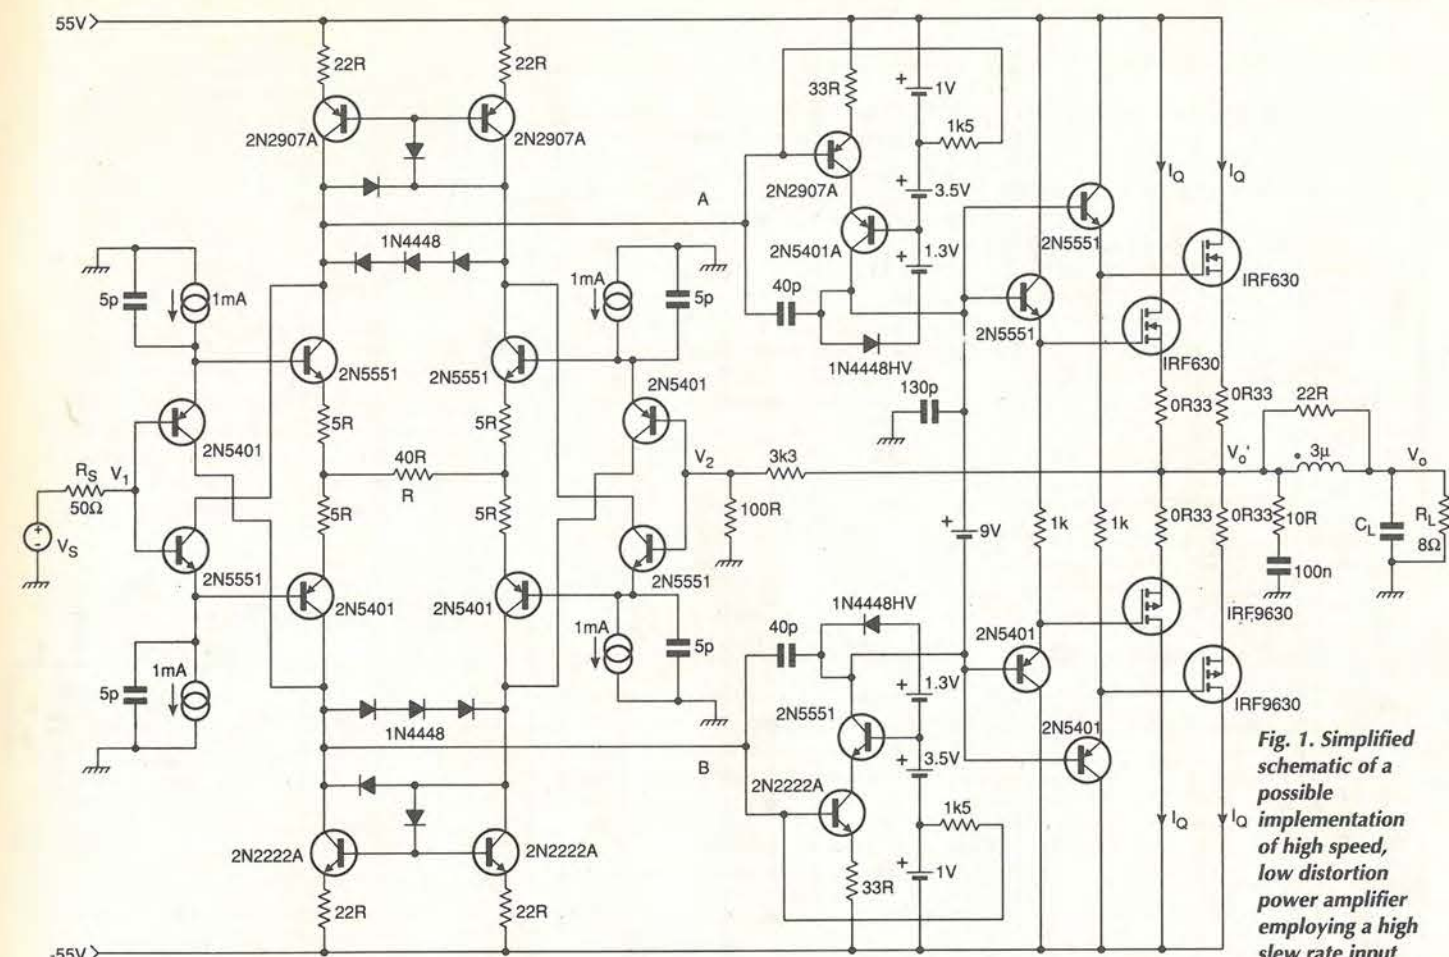 55V
22R
22R
2N2907A
2N2907A
33R
+
1V
1k5
2N2907A
+
3.5V
A
2N5401A
+
1.3V
2N5551
IRF630
1N4448
1mA
5p
40p
2N5551
5p
1mA
1N4448HV
IRF630
2N5551
2N5551
2N5401
130p
0R33
0R33
22R
5R
5R
2N5401
V2
3k3
Vo'
3µ
Vo
RS
V1
40R
R
50Ω
5R
5R
100R
+
9V
1k
1k
0R33
0R33
10R
CL
RL
8Ω
+
-
VS
2N5551
2N5401
2N5401
2N5551
100n
1N4448HV
IRF9630
40p
2N5401
1mA
5p
5p
1mA
+
1.3V
IRF9630
1N4448
2N5551
2N5401
B
+
3.5V
2N2222A
1k5
2N2222A
2N2222A
+
1V
33R
22R
22R
-55V
IQ
IQ
IQ
IQ
Fig. 1. Simplified
schematic of a
possible
implementation
of high speed,
low distortion
power amplifier
employing a high
slew rate input